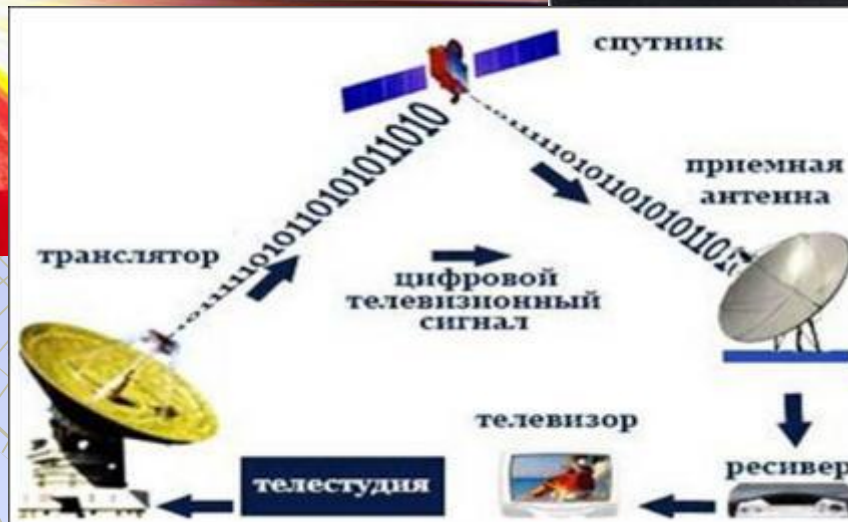 спутник
приемная
антенна
транслятор
цифровой
телевизионный
сигнал
телевизор
ресивер
телестудия